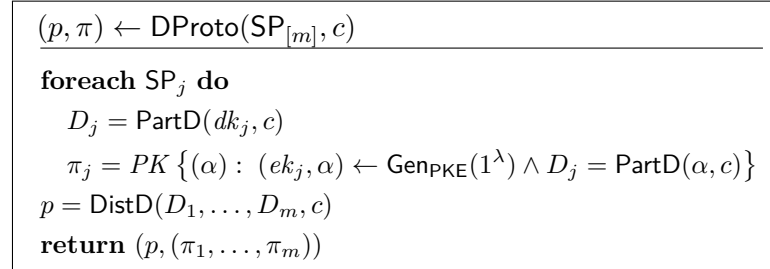 (p, π) ← DProto(SP_[m], c)
foreach SP_j do
D_j = PartD(dk_j, c)
π_j = PK {(α) : (ek_j, α) ← Gen_PKE(1^λ) ∧ D_j = PartD(α, c)}
p = DistD(D_1, . . . , D_m, c)
return (p, (π_1, . . . , π_m))